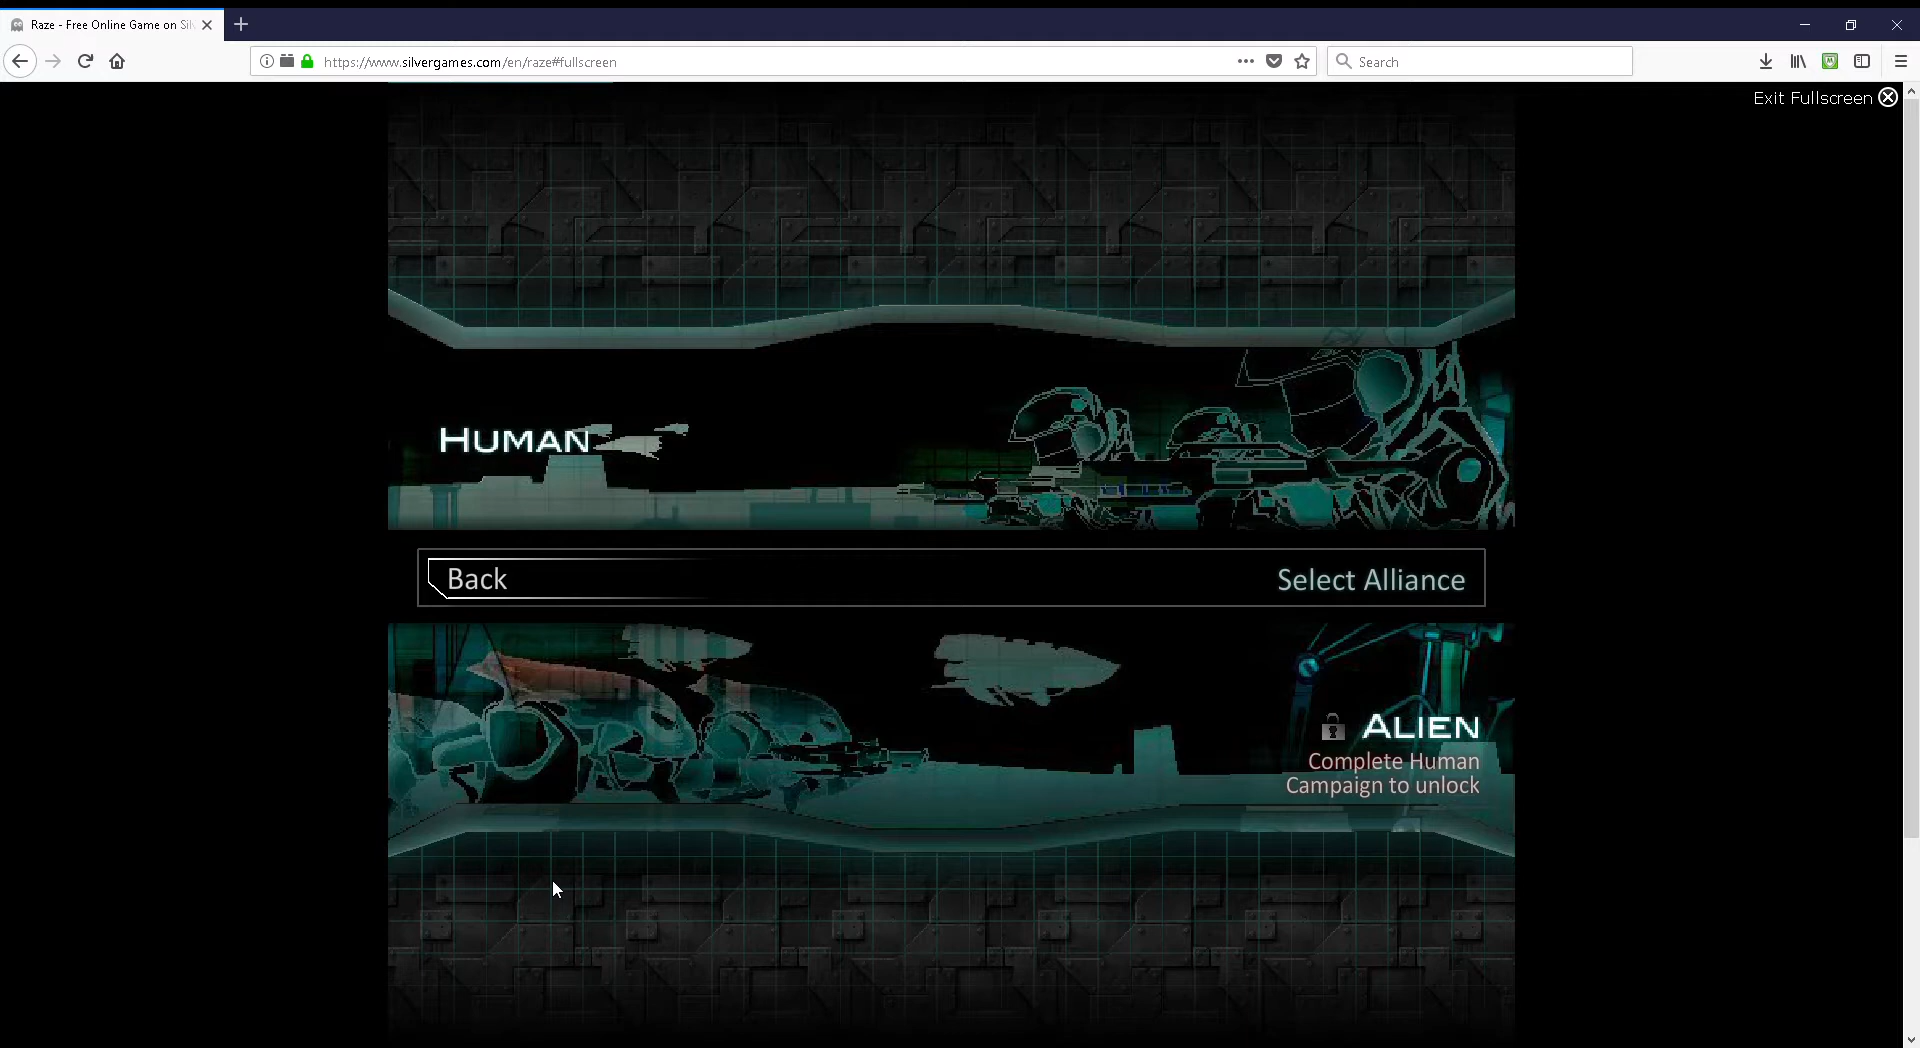 Raze - Free Online Game on Sil
https://www.silvergames.com/en/raze#fullscreen
Search
Exit Fullscreen
HUMAN
Back
Select Alliance
ALIEN
Complete Human
Campaign to unlock